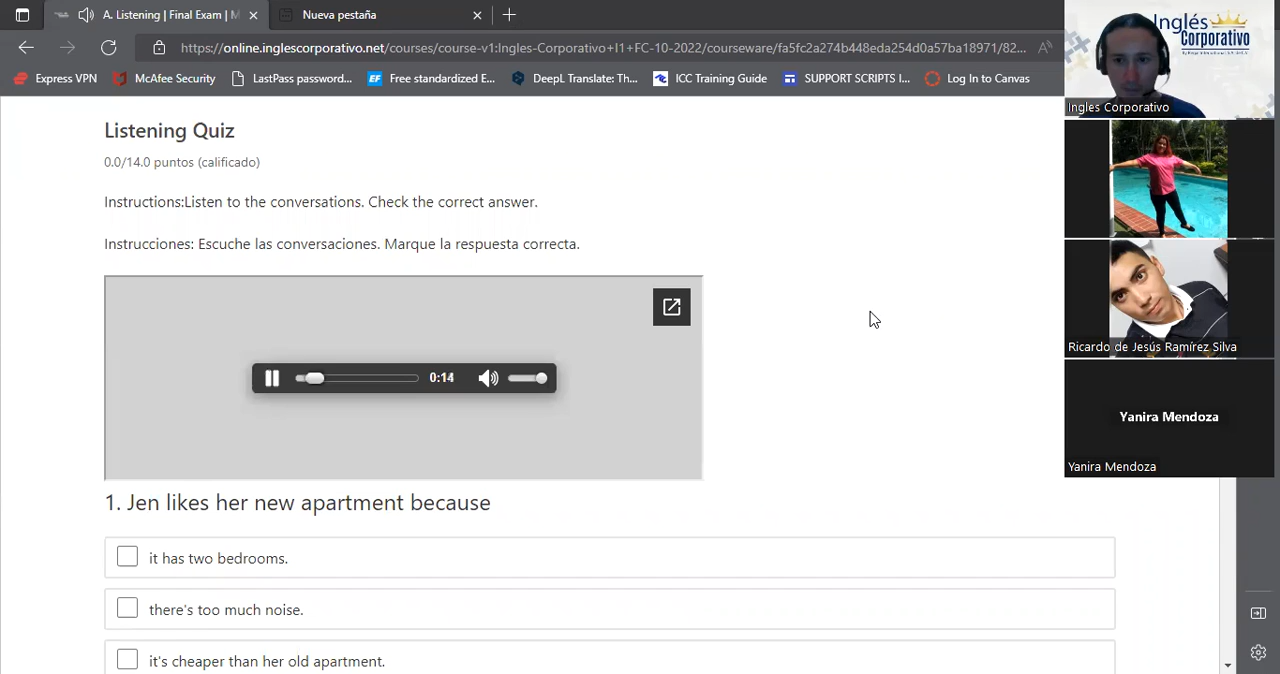 A. Listening | Final Exam | M
Nueva pestaña
https://online.inglescorporativo.net/courses/course-v1:Ingles-Corporativo+I1+FC-10-2022/courseware/fa5fc2a274b448eda254d0a57ba18971/82...
Express VPN
McAfee Security
LastPass password...
EF
Free standardized E...
DeepL Translate: Th...
ICC Training Guide
SUPPORT SCRIPTS I...
Log In to Canvas
Inglés
Corporativo
Ingles Corporativo
Listening Quiz
0.0/14.0 puntos (calificado)
Instructions:Listen to the conversations. Check the correct answer.
Instrucciones: Escuche las conversaciones. Marque la respuesta correcta.
0:14
Ricardo de Jesús Ramírez Silva
Yanira Mendoza
Yanira Mendoza
1. Jen likes her new apartment because
it has two bedrooms.
there's too much noise.
it's cheaper than her old apartment.